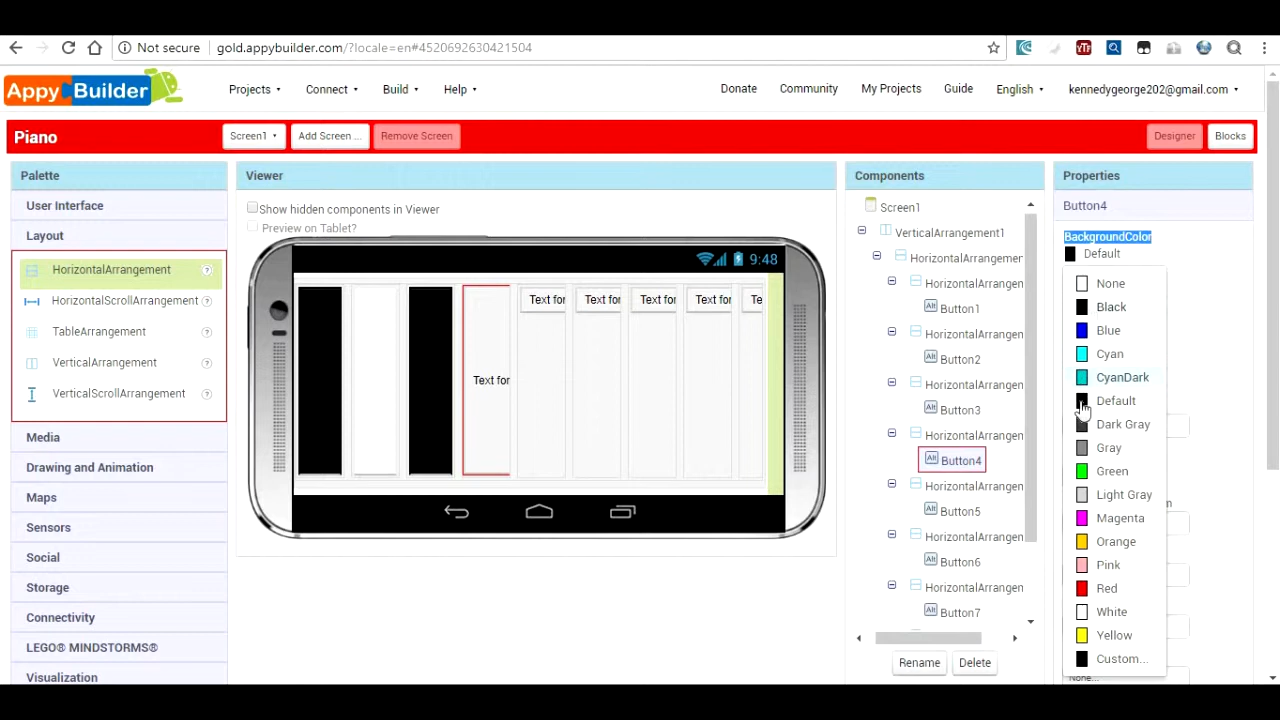 Not secure gold.appybuilder.com/?locale=en#4520692630421504
YTF
Appy Builder
Projects Connect Build Help Donate Community My Projects Guide English kennedygeorge202@gmail.com
Piano Screen1 Add Screen ... Remove Screen Designer Blocks
Palette
User Interface
Layout
HorizontalArrangement ?
HorizontalScrollArrangement ?
TableArrangement ?
VerticalArrangement ?
VerticalScrollArrangement ?
Media
Drawing and Animation
Maps
Sensors
Social
Storage
Connectivity
LEGO® MINDSTORMS®
Visualization
Viewer
Show hidden components in Viewer
Preview on Tablet?
9:48
Text for Text for Text for Text for Te
Text for
Components
Screen1
VerticalArrangement1
HorizontalArrangemer
HorizontalArrangen
Button1
HorizontalArrangen
Button2
HorizontalArrangen
Button3
HorizontalArrangen
Button4
HorizontalArrangen
Button5
HorizontalArrangen
Button6
HorizontalArrangen
Button7
Rename Delete
Properties
Button4
BackgroundColor
Default
None
Black
Blue
Cyan
CyanDark
Default
Dark Gray
Gray
Green
Light Gray
Magenta
Orange
Pink
Red
White
Yellow
Custom...
None...